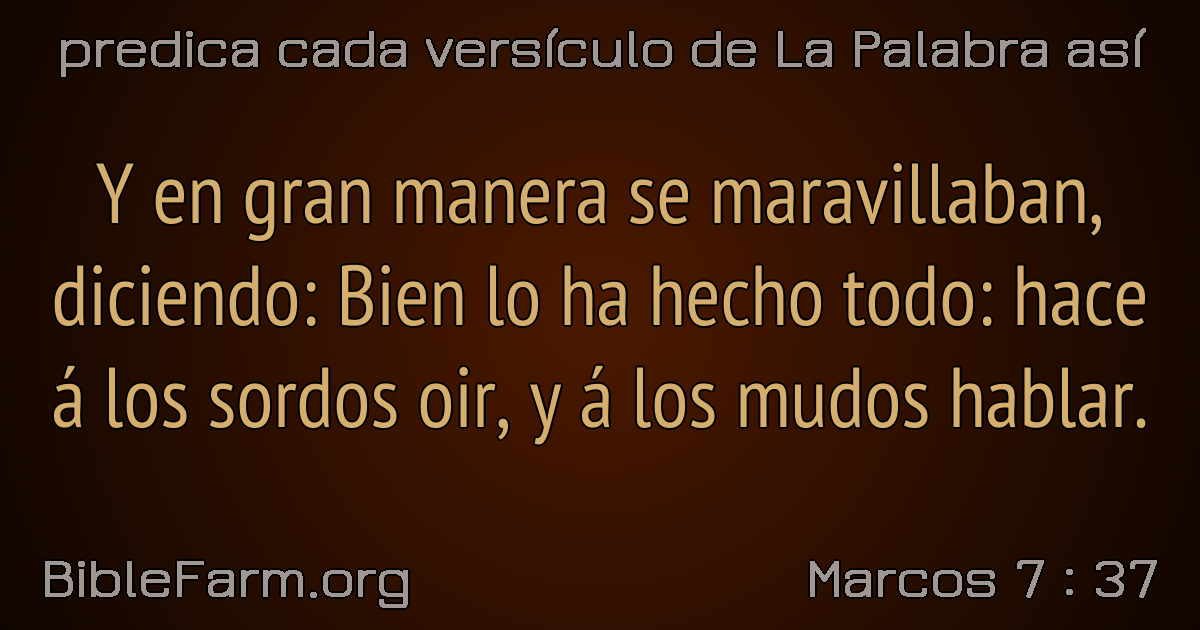 predica cada versículo de La Palabra así
Y en gran manera se maravillaban,
diciendo: Bien lo ha hecho todo: hace
á los sordos oir, y á los mudos hablar.
BibleFarm.org
Marcos 7 : 37